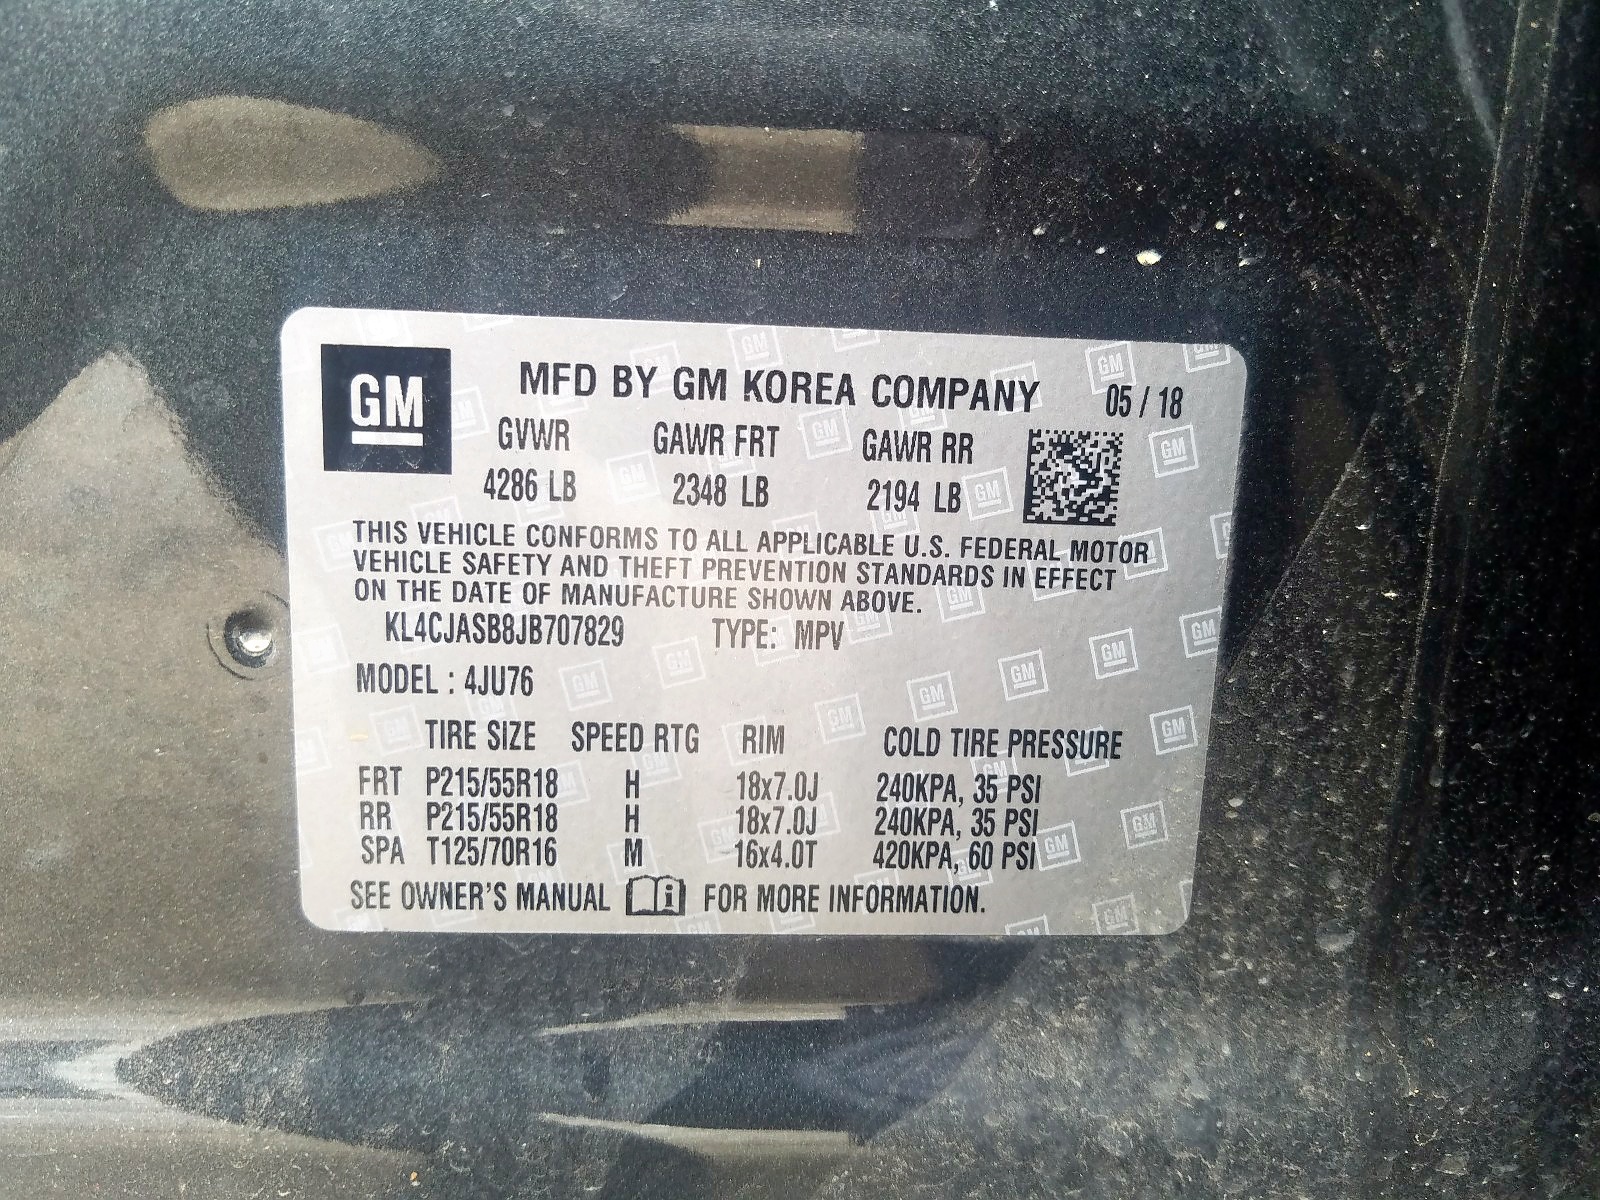 GM
MFD BY GM KOREA COMPANY 05 / 18
GVWR GAWR FRT GAWR RR
4286 LB 2348 LB 2194 LB
THIS VEHICLE CONFORMS TO ALL APPLICABLE U.S. FEDERAL MOTOR
VEHICLE SAFETY AND THEFT PREVENTION STANDARDS IN EFFECT
ON THE DATE OF MANUFACTURE SHOWN ABOVE.
KL4CJASB8JB707829 TYPE: MPV
MODEL : 4JU76
TIRE SIZE SPEED RTG RIM COLD TIRE PRESSURE
FRT P215/55R18 H 18x7.0J 240KPA, 35 PSI
RR P215/55R18 H 18x7.0J 240KPA, 35 PSI
SPA T125/70R16 M 16x4.0T 420KPA, 60 PSI
SEE OWNER'S MANUAL i FOR MORE INFORMATION.